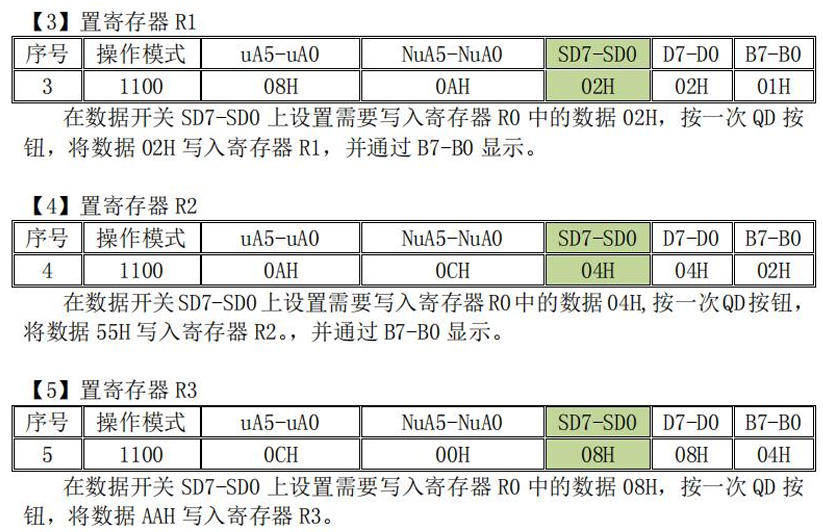 【3】置寄存器 R1
序号 操作模式 uA5-uA0 NuA5-NuA0 SD7-SD0 D7-D0 B7-B0
3 1100 08H 0AH 02H 02H 01H
在数据开关 SD7-SD0 上设置需要写入寄存器 R0 中的数据 02H，按一次 QD 按
钮，将数据 02H 写入寄存器 R1，并通过 B7-B0 显示。
【4】置寄存器 R2
序号 操作模式 uA5-uA0 NuA5-NuA0 SD7-SD0 D7-D0 B7-B0
4 1100 0AH 0CH 04H 04H 02H
在数据开关 SD7-SD0 上设置需要写入寄存器 R0 中的数据 04H,按一次 QD 按钮，
将数据 55H 写入寄存器 R2。，并通过 B7-B0 显示。
【5】置寄存器 R3
序号 操作模式 uA5-uA0 NuA5-NuA0 SD7-SD0 D7-D0 B7-B0
5 1100 0CH 00H 08H 08H 04H
在数据开关 SD7-SD0 上设置需要写入寄存器 R0 中的数据 08H，按一次 QD 按
钮，将数据 AAH 写入寄存器 R3。